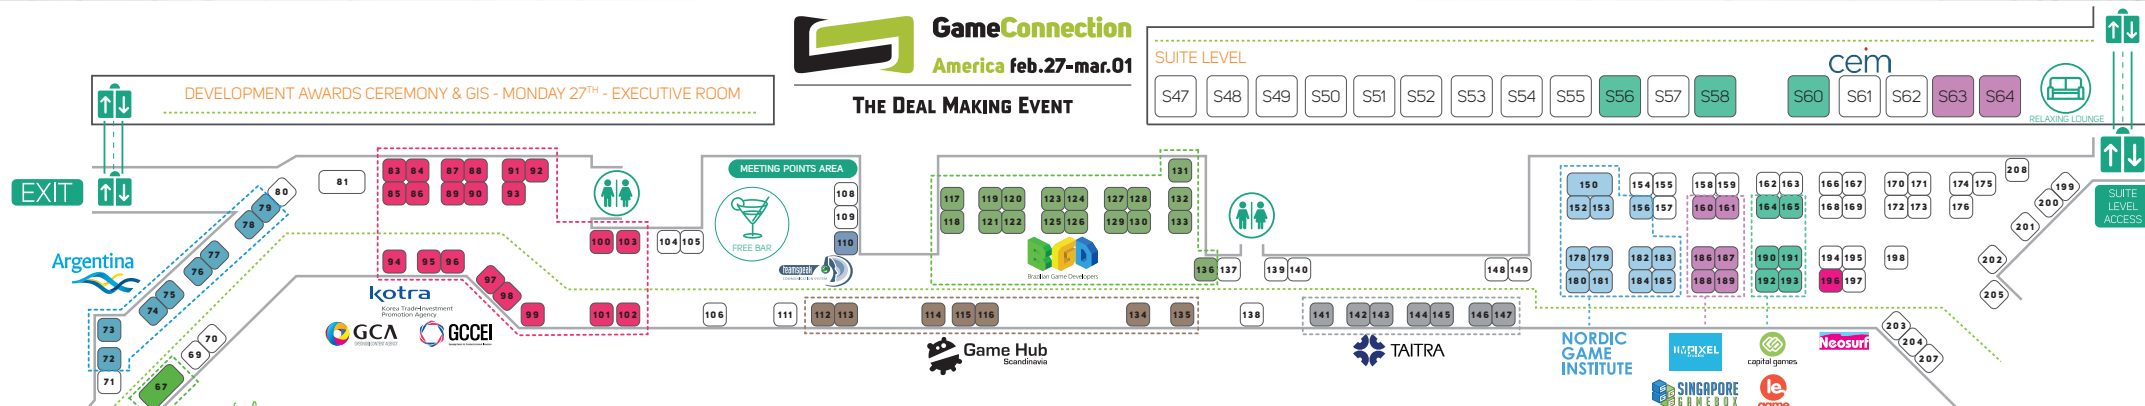 GameConnection
America feb.27-mar.01
THE DEAL MAKING EVENT
DEVELOPMENT AWARDS CEREMONY & GIS - MONDAY 27TH - EXECUTIVE ROOM
SUITE LEVEL
ceim
S47 S48 S49 S50 S51 S52 S53 S54 S55 S56 S57 S58 S60 S61 S62 S63 S64
RELAXING LOUNGE
EXIT
SUITE
LEVEL
ACCESS
80
79
78
77
76
75
74
73
72
71
70
69
67
Argentina
81
83 84 87 88 91 92
85 86 89 90 93
94 95 96
97
98
99
100 103
101 102
kotra
Korea Trade-Investment
Promotion Agency
GCA
GCCEI
104 105
106
MEETING POINTS AREA
FREE BAR
108
109
110
teamspeak
111
112 113 114 115 116 134 135
Game Hub
Scandinavia
131
117 119 120 123 124 127 128 132
118 121 122 125 126 129 130 133
BGD
Brazilian Game Developers
136 137
138
139 140
141 142 143 144 145 146 147
TAITRA
148 149
150 154 155 158 159 162 163 166 167 170 171 174 175
152 153 156 157 160 161 164 165 168 169 172 173 176
178 179 182 183 186 187 190 191 194 195 198
180 181 184 185 188 189 192 193 196 197
208
199
200
201
202
205
203
204
207
NORDIC
GAME
INSTITUTE
IMPIXEL
capital games
Neosurf
SINGAPORE
GAMEBOX
le
game